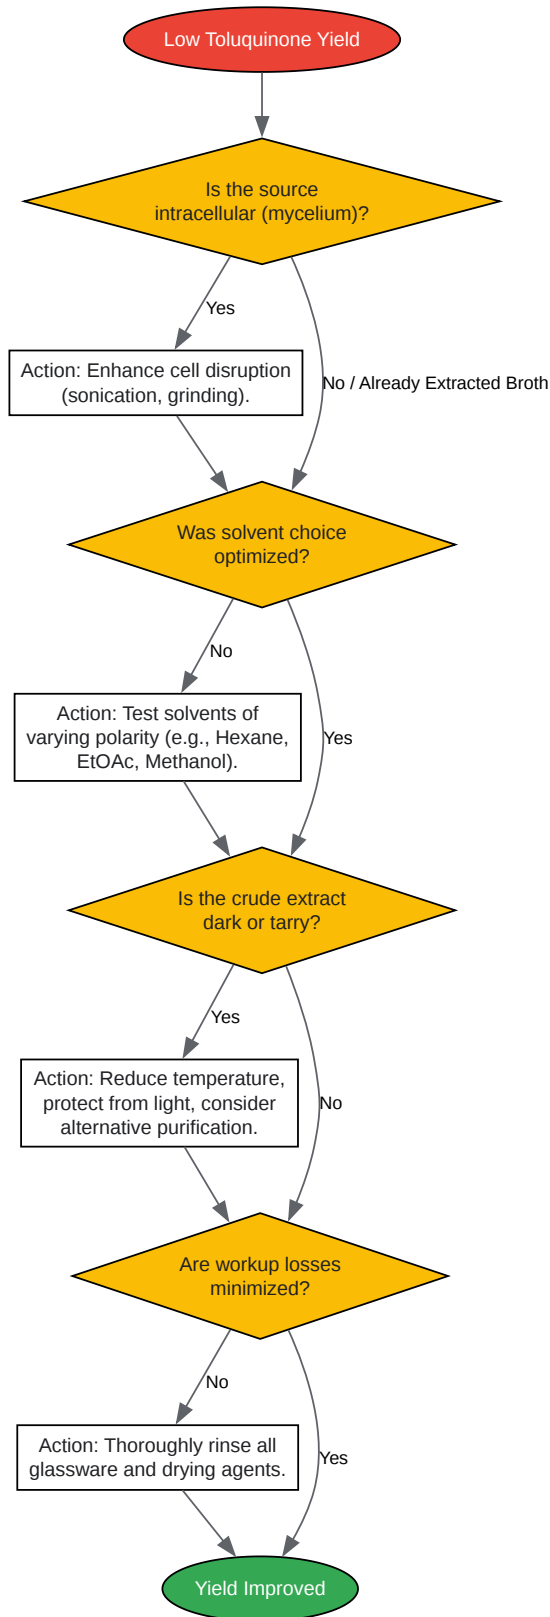 Low Toluquinone Yield
Is the source
intracellular (mycelium)?
Yes
No / Already Extracted Broth
Action: Enhance cell disruption
(sonication, grinding).
Was solvent choice
optimized?
No
Yes
Action: Test solvents of
varying polarity (e.g., Hexane,
EtOAc, Methanol).
Is the crude extract
dark or tarry?
Yes
No
Action: Reduce temperature,
protect from light, consider
alternative purification.
Are workup losses
minimized?
No
Yes
Action: Thoroughly rinse all
glassware and drying agents.
Yield Improved